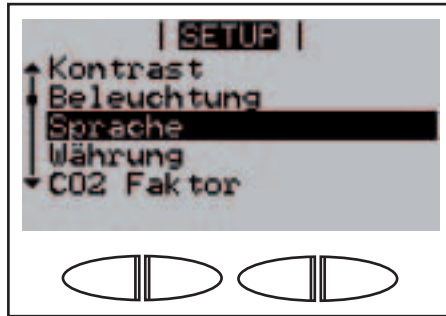 SETUP
Kontrast
Beleuchtung
Sprache
Währung
CO2 Faktor